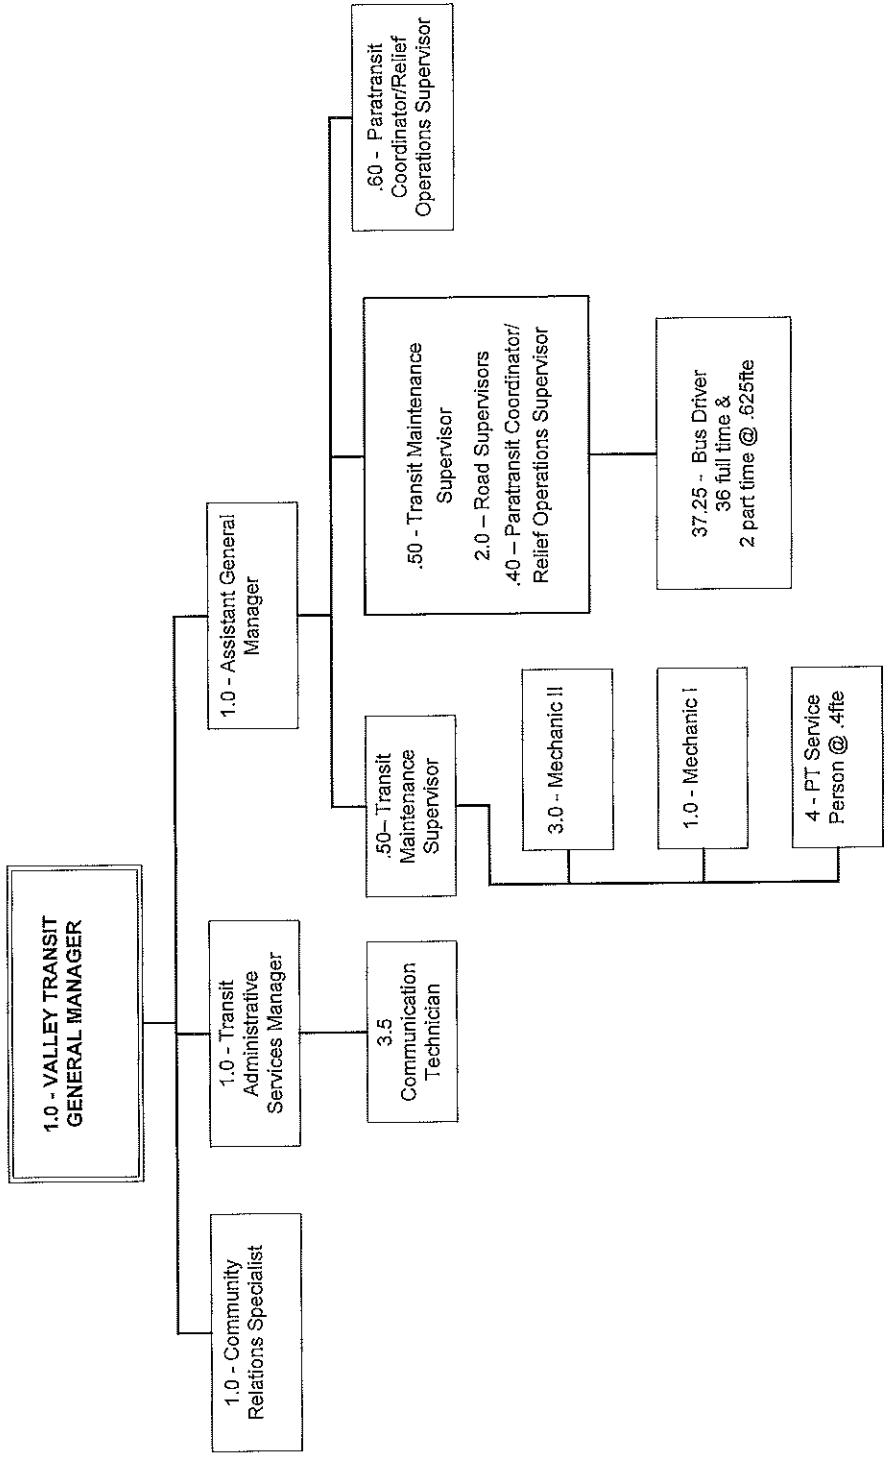 1.0 - VALLEY TRANSIT
GENERAL MANAGER
1.0 - Community
Relations Specialist
1.0 - Transit
Administrative
Services Manager
1.0 - Assistant General
Manager
3.5
Communication
Technician
.50– Transit
Maintenance
Supervisor
.50 - Transit Maintenance
Supervisor
2.0 – Road Supervisors
.40 – Paratransit Coordinator/
Relief Operations Supervisor
.60 - Paratransit
Coordinator/Relief
Operations Supervisor
3.0 - Mechanic II
1.0 - Mechanic I
4 - PT Service
Person @ .4fte
37.25 - Bus Driver
36 full time &
2 part time @ .625fte